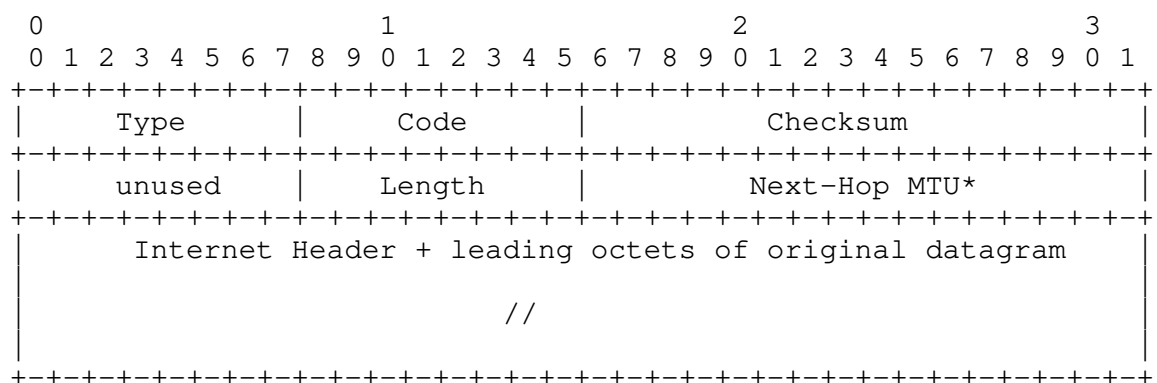 0                   1                   2                   3
 0 1 2 3 4 5 6 7 8 9 0 1 2 3 4 5 6 7 8 9 0 1 2 3 4 5 6 7 8 9 0 1
+-+-+-+-+-+-+-+-+-+-+-+-+-+-+-+-+-+-+-+-+-+-+-+-+-+-+-+-+-+-+-+-+
|     Type      |     Code      |          Checksum             |
+-+-+-+-+-+-+-+-+-+-+-+-+-+-+-+-+-+-+-+-+-+-+-+-+-+-+-+-+-+-+-+-+
|     unused    |    Length     |         Next-Hop MTU*         |
+-+-+-+-+-+-+-+-+-+-+-+-+-+-+-+-+-+-+-+-+-+-+-+-+-+-+-+-+-+-+-+-+
|      Internet Header + leading octets of original datagram    |
|                                                               |
|                           //                                  |
|                                                               |
+-+-+-+-+-+-+-+-+-+-+-+-+-+-+-+-+-+-+-+-+-+-+-+-+-+-+-+-+-+-+-+-+